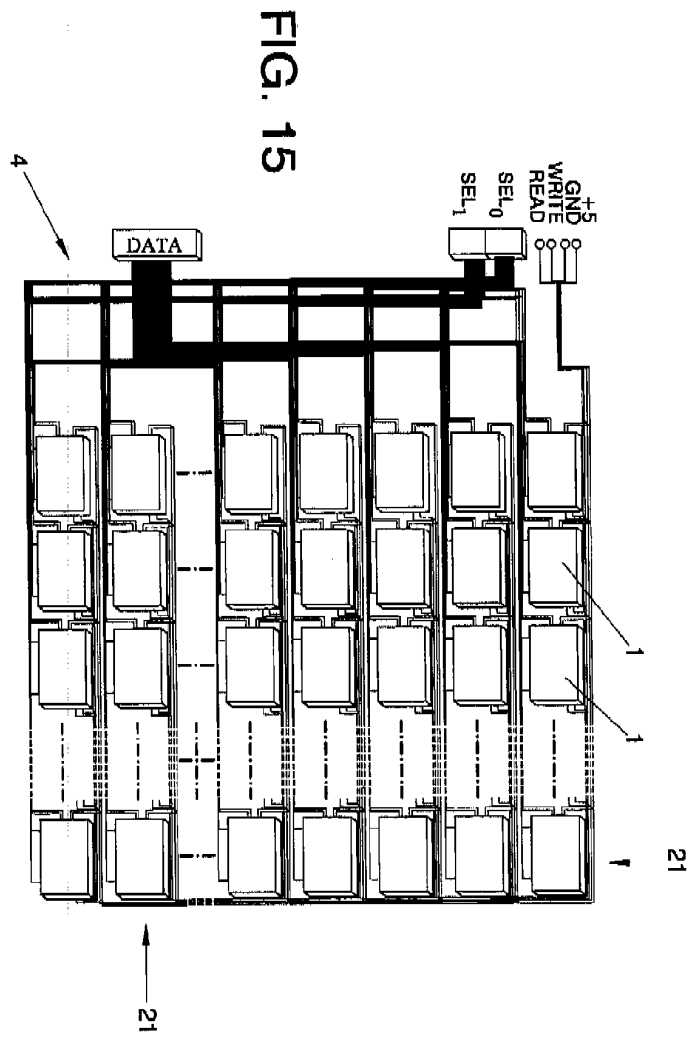 FIG. 15
+5
GND
WRITE
READ
SEL0
SEL1
DATA
4
1
1
21
21